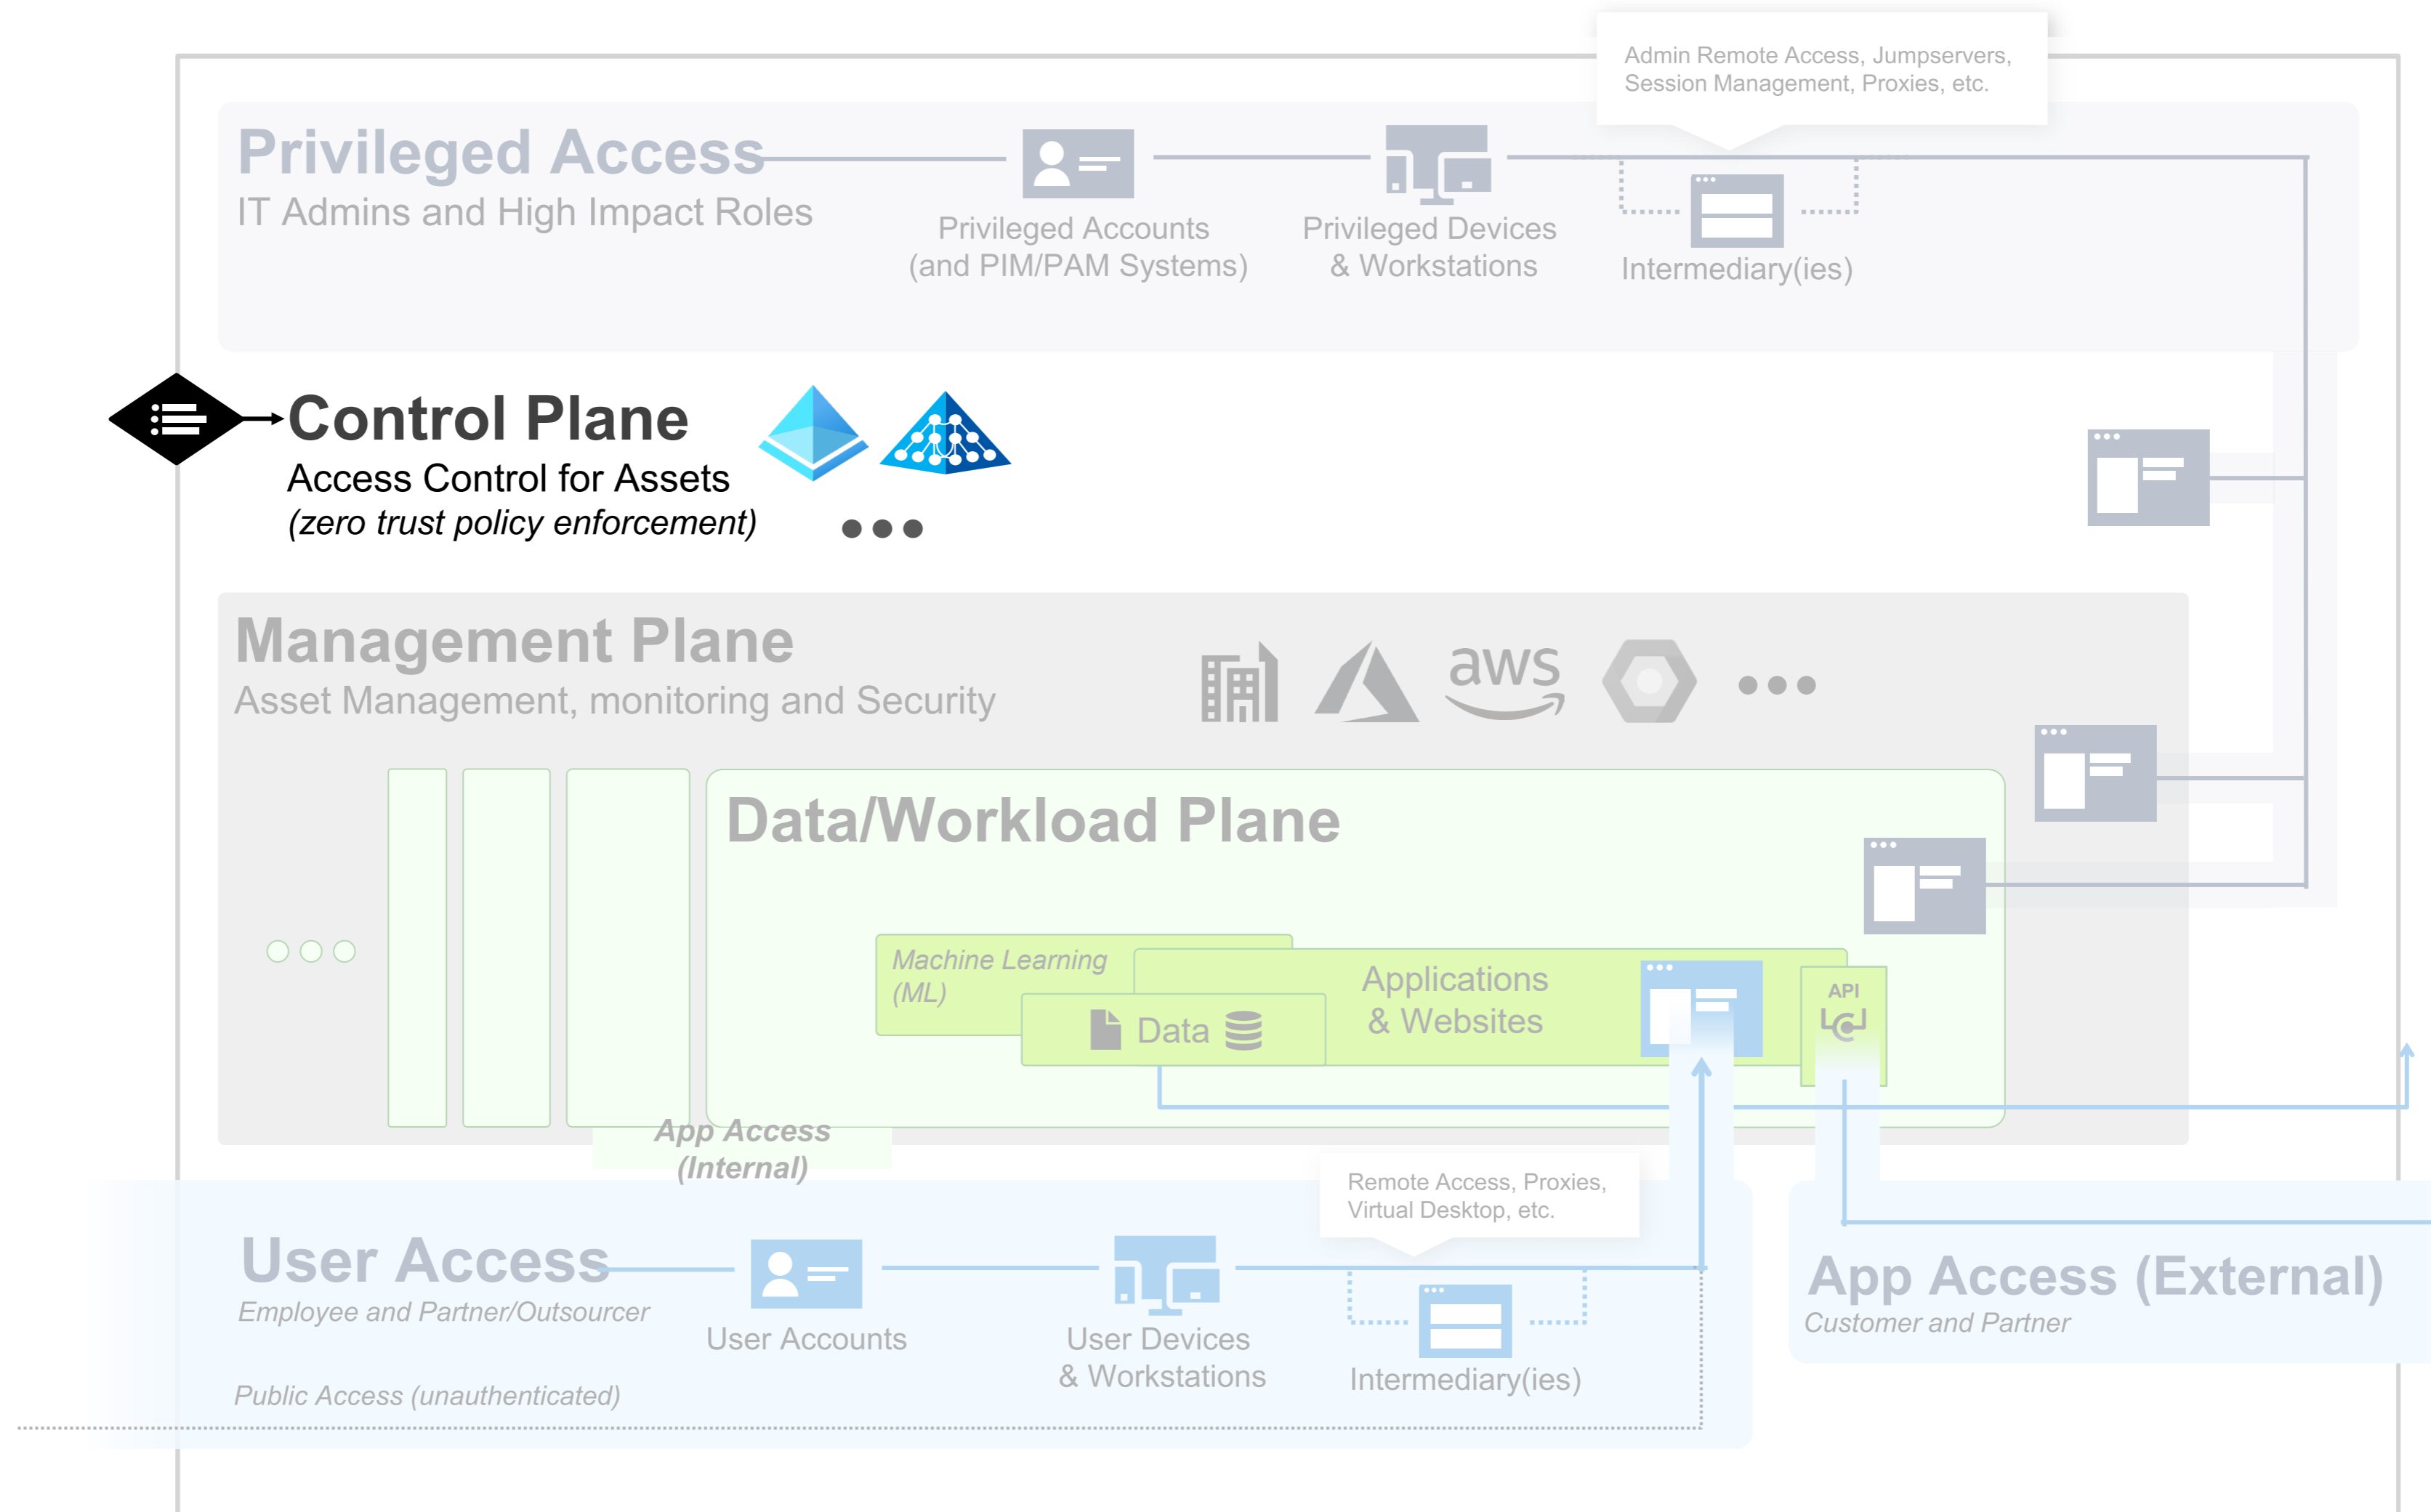 Admin Remote Access, Jumpservers,
Session Management, Proxies, etc.
Privileged Access
IT Admins and High Impact Roles
Privileged Accounts
(and PIM/PAM Systems)
Privileged Devices
& Workstations
Intermediary(ies)
Control Plane
Access Control for Assets
(zero trust policy enforcement)
Management Plane
Asset Management, monitoring and Security
aws
Data/Workload Plane
Machine Learning
(ML)
Data
Applications
& Websites
API
App Access
(Internal)
Remote Access, Proxies,
Virtual Desktop, etc.
User Access
Employee and Partner/Outsourcer
Public Access (unauthenticated)
User Accounts
User Devices
& Workstations
Intermediary(ies)
App Access (External)
Customer and Partner